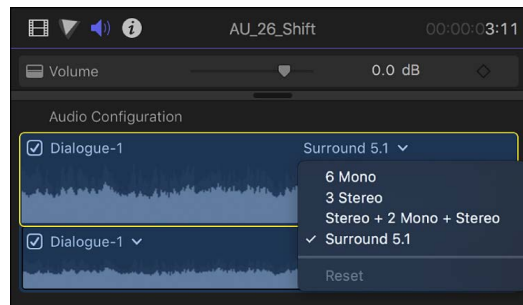 AU_26_Shift 00:00:03:11
Volume 0.0 dB
Audio Configuration
Dialogue-1 Surround 5.1
6 Mono
3 Stereo
Stereo + 2 Mono + Stereo
Surround 5.1
Dialogue-1
Reset